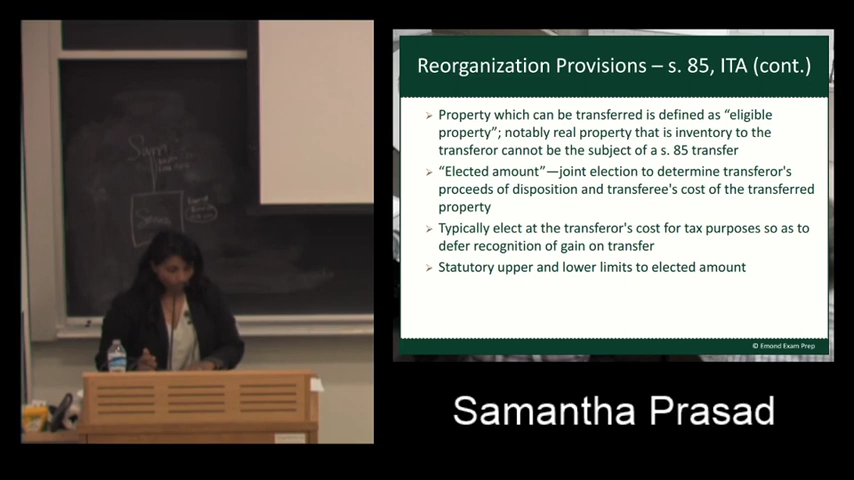 Sam
Reorganization Provisions – s. 85, ITA (cont.)
Property which can be transferred is defined as “eligible
property”; notably real property that is inventory to the
transferor cannot be the subject of a s. 85 transfer
“Elected amount”—joint election to determine transferor's
proceeds of disposition and transferee's cost of the transferred
property
Typically elect at the transferor's cost for tax purposes so as to
defer recognition of gain on transfer
Statutory upper and lower limits to elected amount
© Emond Exam Prep
Samantha Prasad